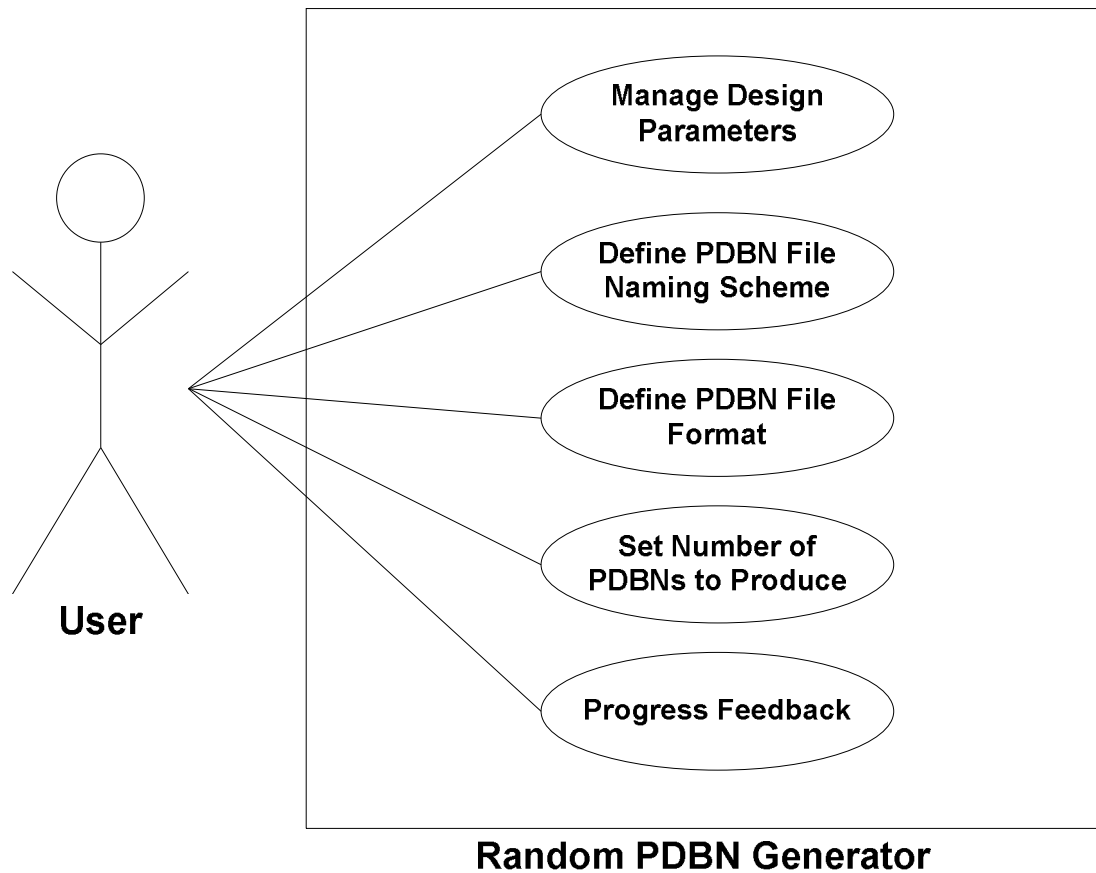 Manage Design
Parameters
Define PDBN File
Naming Scheme
Define PDBN File
Format
Set Number of
PDBNs to Produce
User
Progress Feedback
Random PDBN Generator